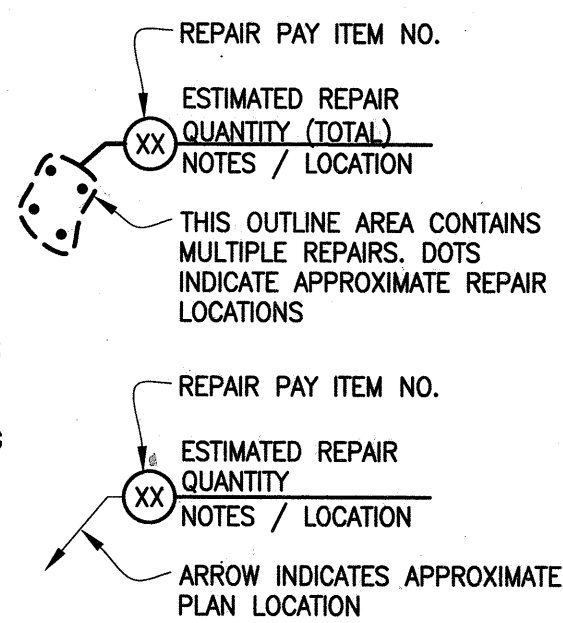 REPAIR PAY ITEM NO.
ESTIMATED REPAIR
QUANTITY (TOTAL)
XX
NOTES / LOCATION
THIS OUTLINE AREA CONTAINS
MULTIPLE REPAIRS. DOTS
INDICATE APPROXIMATE REPAIR
LOCATIONS
REPAIR PAY ITEM NO.
ESTIMATED REPAIR
QUANTITY
XX
NOTES / LOCATION
ARROW INDICATES APPROXIMATE
PLAN LOCATION